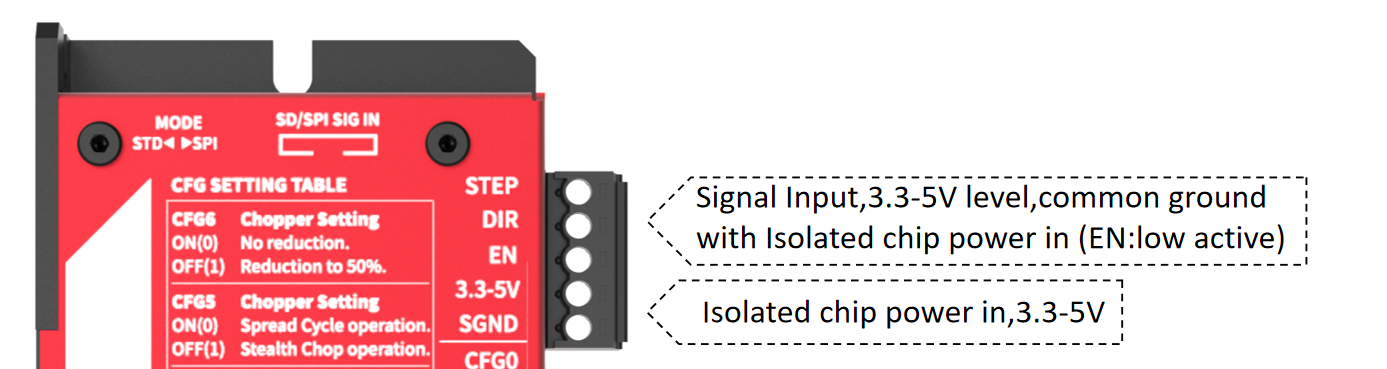 MODE
STD◄ ►SPI
SD/SPI SIG IN
CFG SETTING TABLE
CFG6 Chopper Setting
ON(0) No reduction.
OFF(1) Reduction to 50%.
CFG5 Chopper Setting
ON(0) Spread Cycle operation.
OFF(1) Stealth Chop operation.
STEP
DIR
EN
3.3-5V
SGND
CFG0
Signal Input,3.3-5V level,common ground
with Isolated chip power in (EN:low active)
Isolated chip power in,3.3-5V